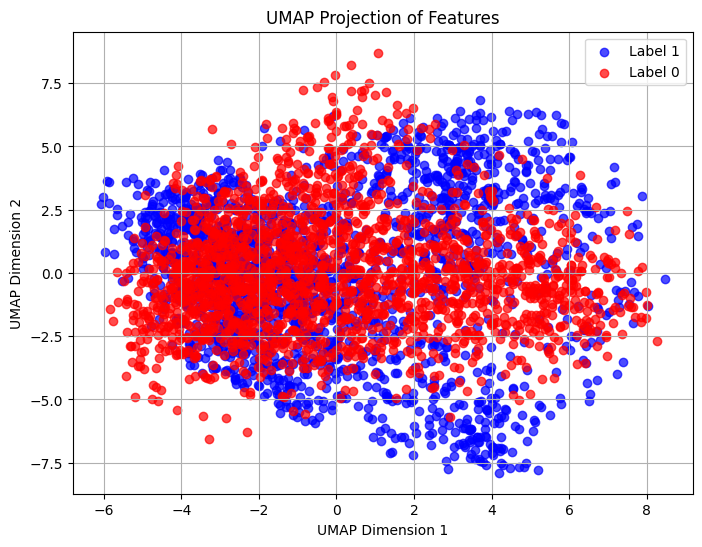 UMAP Projection of Features
Label 1
Label 0
7.5
5.0
2.5
0.0
−2.5
−5.0
−7.5
UMAP Dimension 2
−6 −4 −2 0 2 4 6 8
UMAP Dimension 1